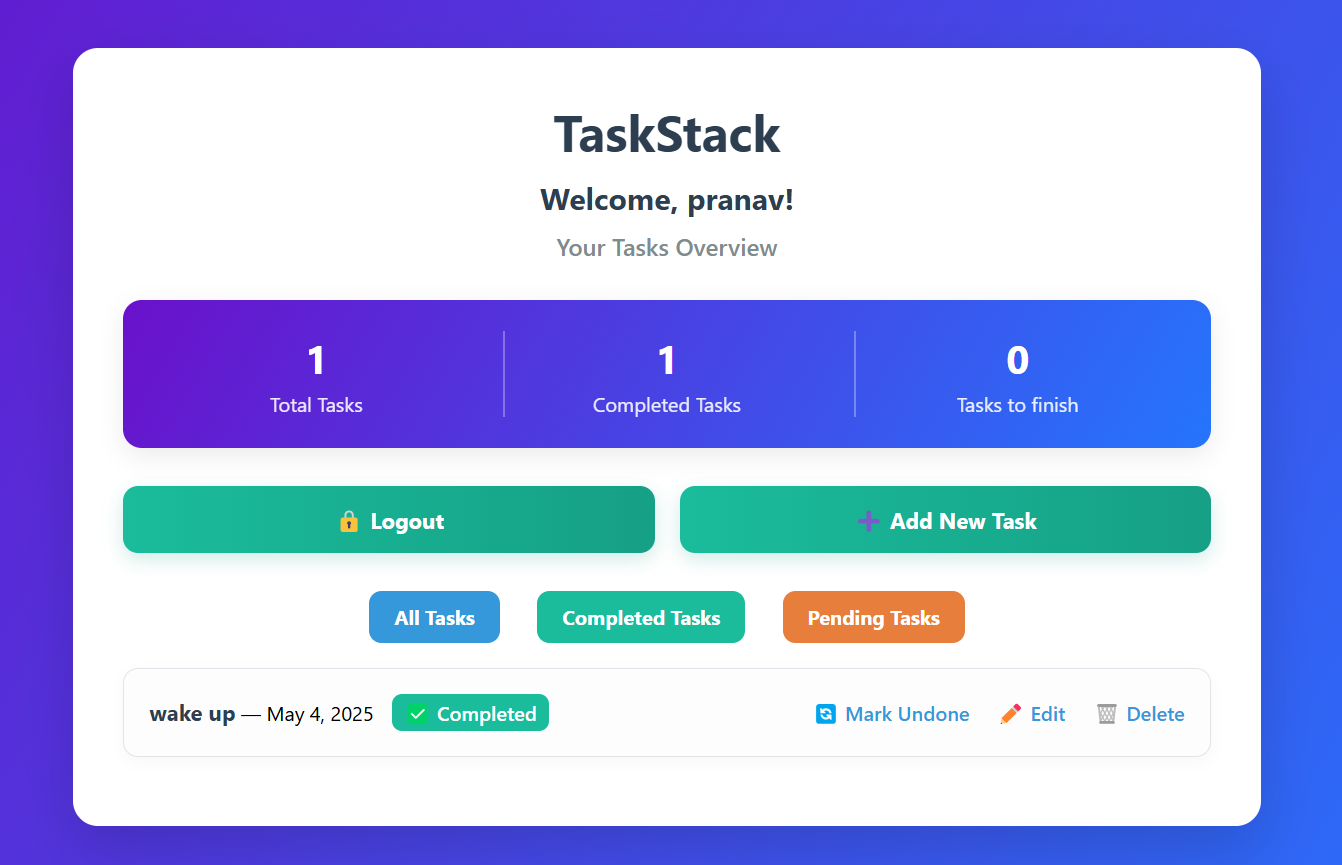 TaskStack
Welcome, pranav!
Your Tasks Overview
1 1 0
Total Tasks Completed Tasks Tasks to finish
Logout Add New Task
All Tasks Completed Tasks Pending Tasks
wake up — May 4, 2025 Completed Mark Undone Edit Delete